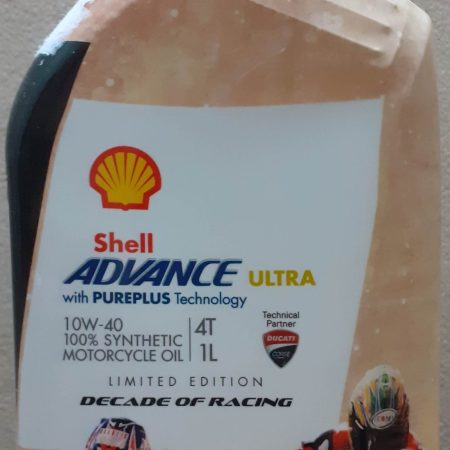 Shell
ADVANCE ULTRA
with PUREPLUS Technology
10W-40
100% SYNTHETIC
MOTORCYCLE OIL
4T
1L
Technical
Partner
DUCATI
CORSE
LIMITED EDITION
DECADE OF RACING